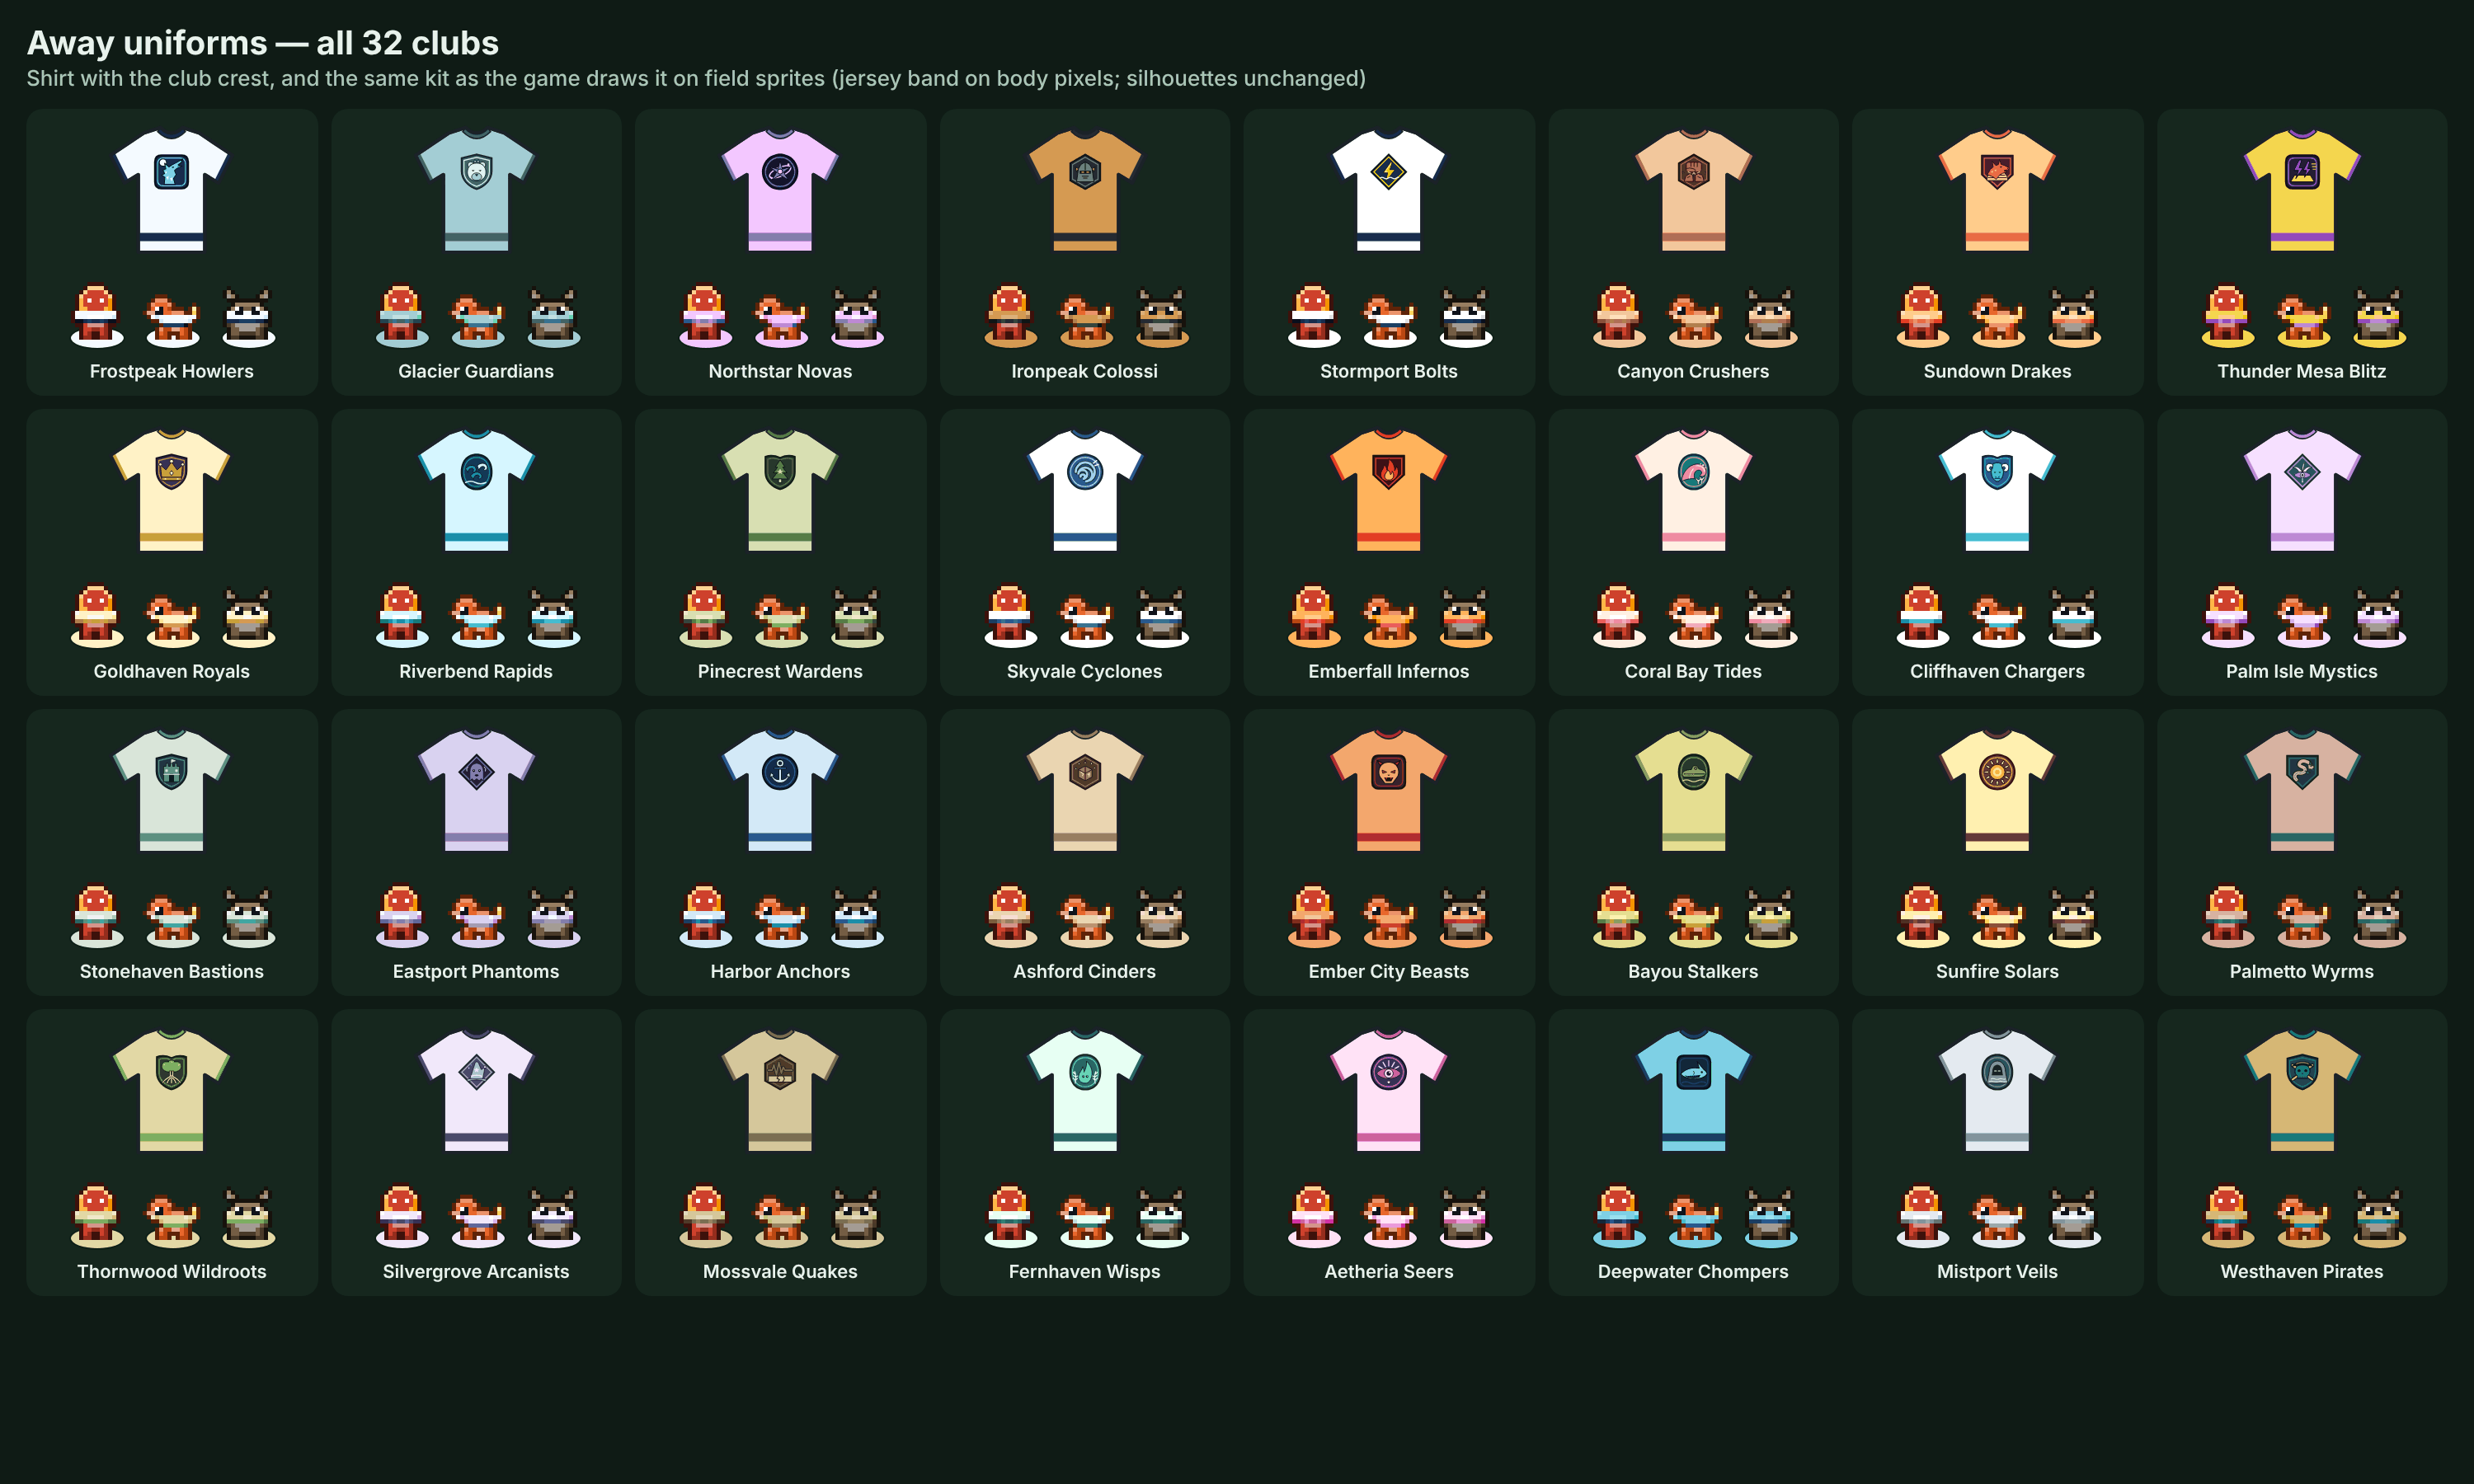 Away uniforms — all 32 clubs
Shirt with the club crest, and the same kit as the game draws it on field sprites (jersey band on body pixels; silhouettes unchanged)
Frostpeak Howlers
Glacier Guardians
Northstar Novas
Ironpeak Colossi
Stormport Bolts
Canyon Crushers
Sundown Drakes
Thunder Mesa Blitz
Goldhaven Royals
Riverbend Rapids
Pinecrest Wardens
Skyvale Cyclones
Emberfall Infernos
Coral Bay Tides
Cliffhaven Chargers
Palm Isle Mystics
Stonehaven Bastions
Eastport Phantoms
Harbor Anchors
Ashford Cinders
Ember City Beasts
Bayou Stalkers
Sunfire Solars
Palmetto Wyrms
Thornwood Wildroots
Silvergrove Arcanists
Mossvale Quakes
Fernhaven Wisps
Aetheria Seers
Deepwater Chompers
Mistport Veils
Westhaven Pirates